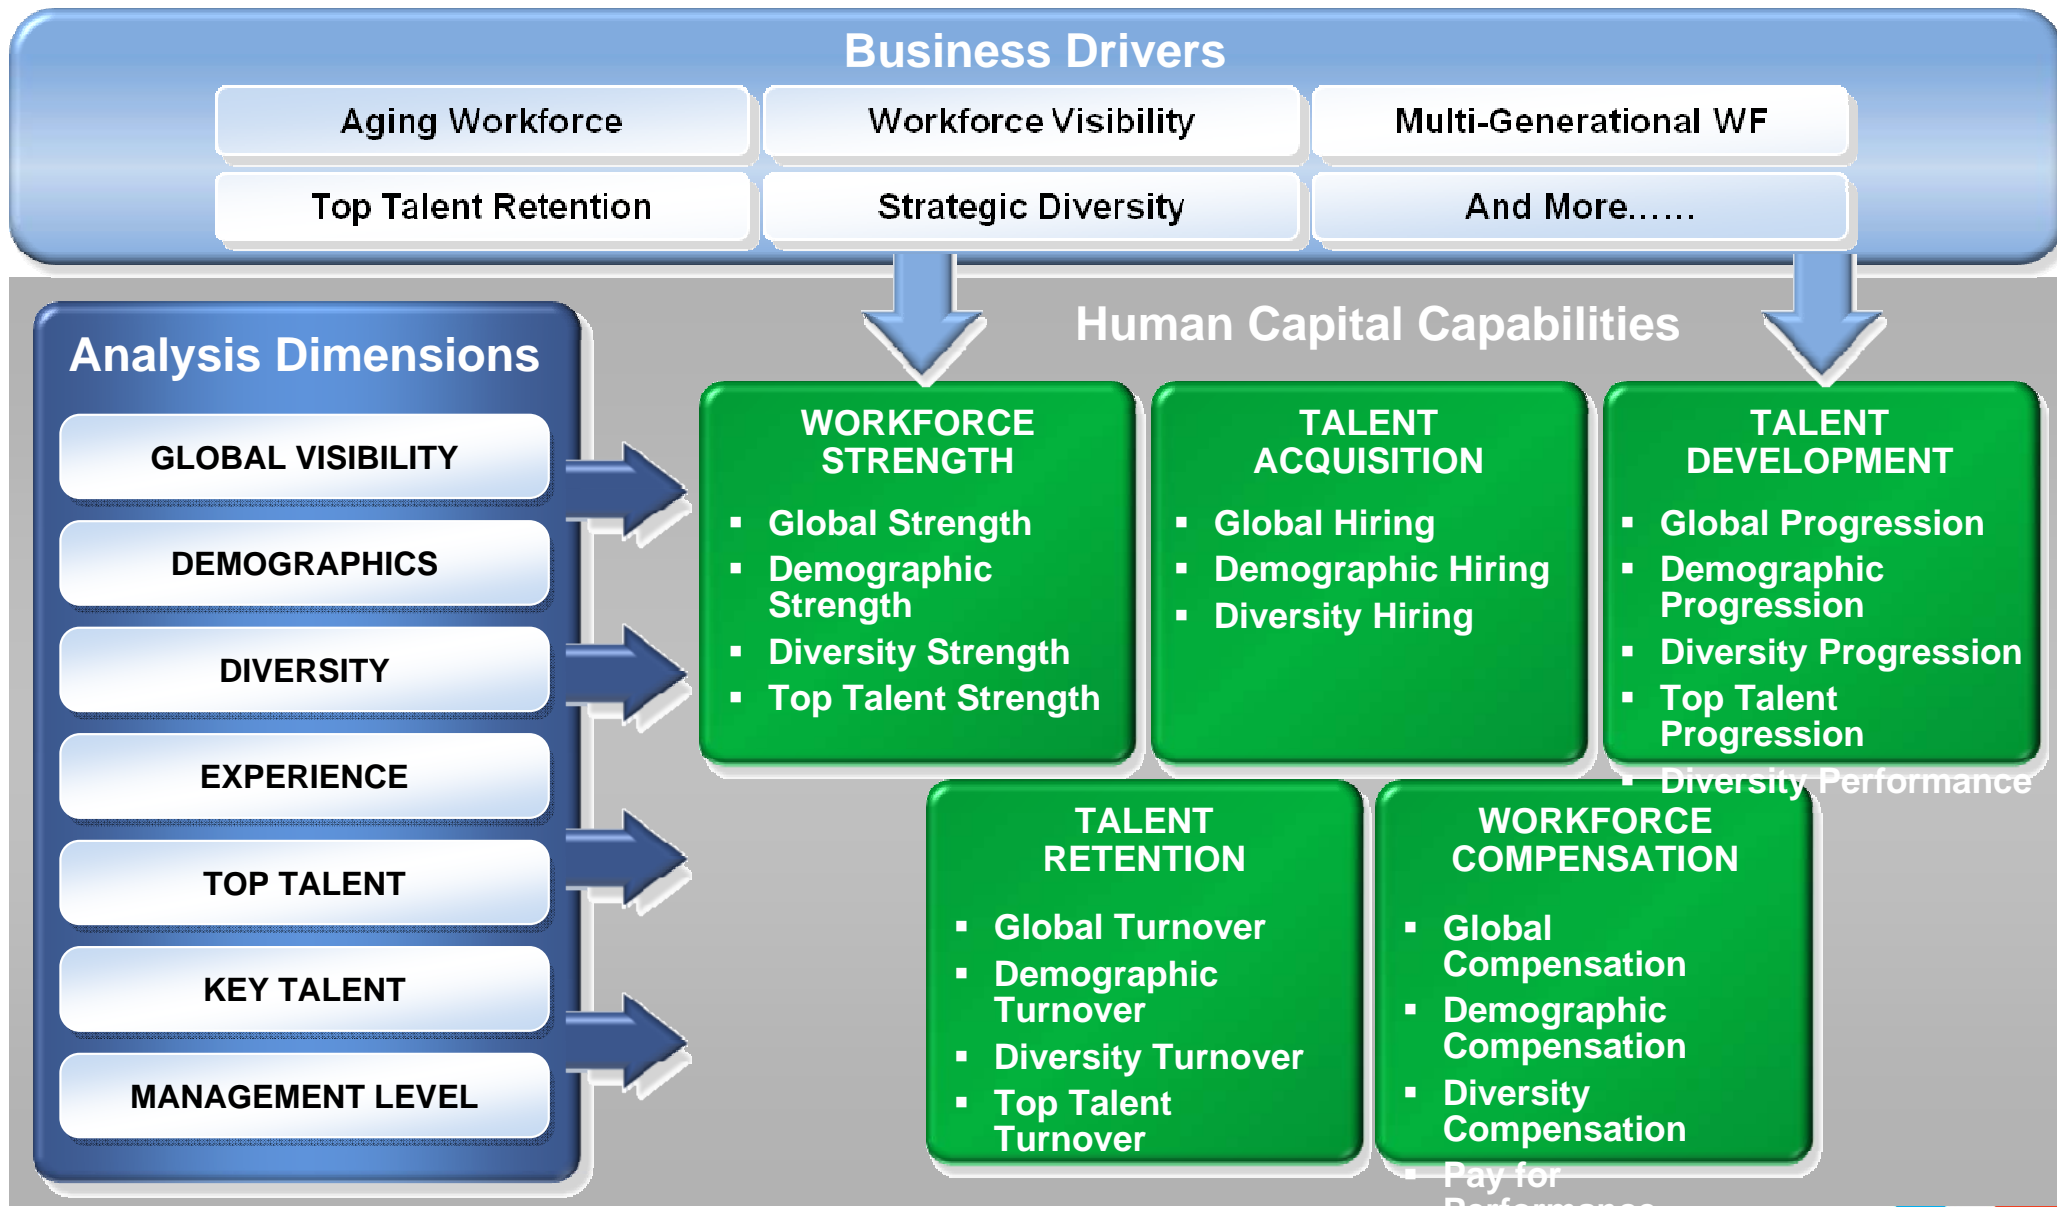 Business Drivers
Aging Workforce
Workforce Visibility
Multi-Generational WF
Top Talent Retention
Strategic Diversity
And More......
Human Capital Capabilities
Analysis Dimensions
GLOBAL VISIBILITY
DEMOGRAPHICS
DIVERSITY
EXPERIENCE
TOP TALENT
KEY TALENT
MANAGEMENT LEVEL
WORKFORCE
STRENGTH
▪ Global Strength
▪ Demographic
Strength
▪ Diversity Strength
▪ Top Talent Strength
TALENT
ACQUISITION
▪ Global Hiring
▪ Demographic Hiring
▪ Diversity Hiring
TALENT
DEVELOPMENT
▪ Global Progression
▪ Demographic
Progression
▪ Diversity Progression
▪ Top Talent
Progression
▪ Diversity Performance
TALENT
RETENTION
▪ Global Turnover
▪ Demographic
Turnover
▪ Diversity Turnover
▪ Top Talent
Turnover
WORKFORCE
COMPENSATION
▪ Global
Compensation
▪ Demographic
Compensation
▪ Diversity
Compensation
▪ Pay for
Performance